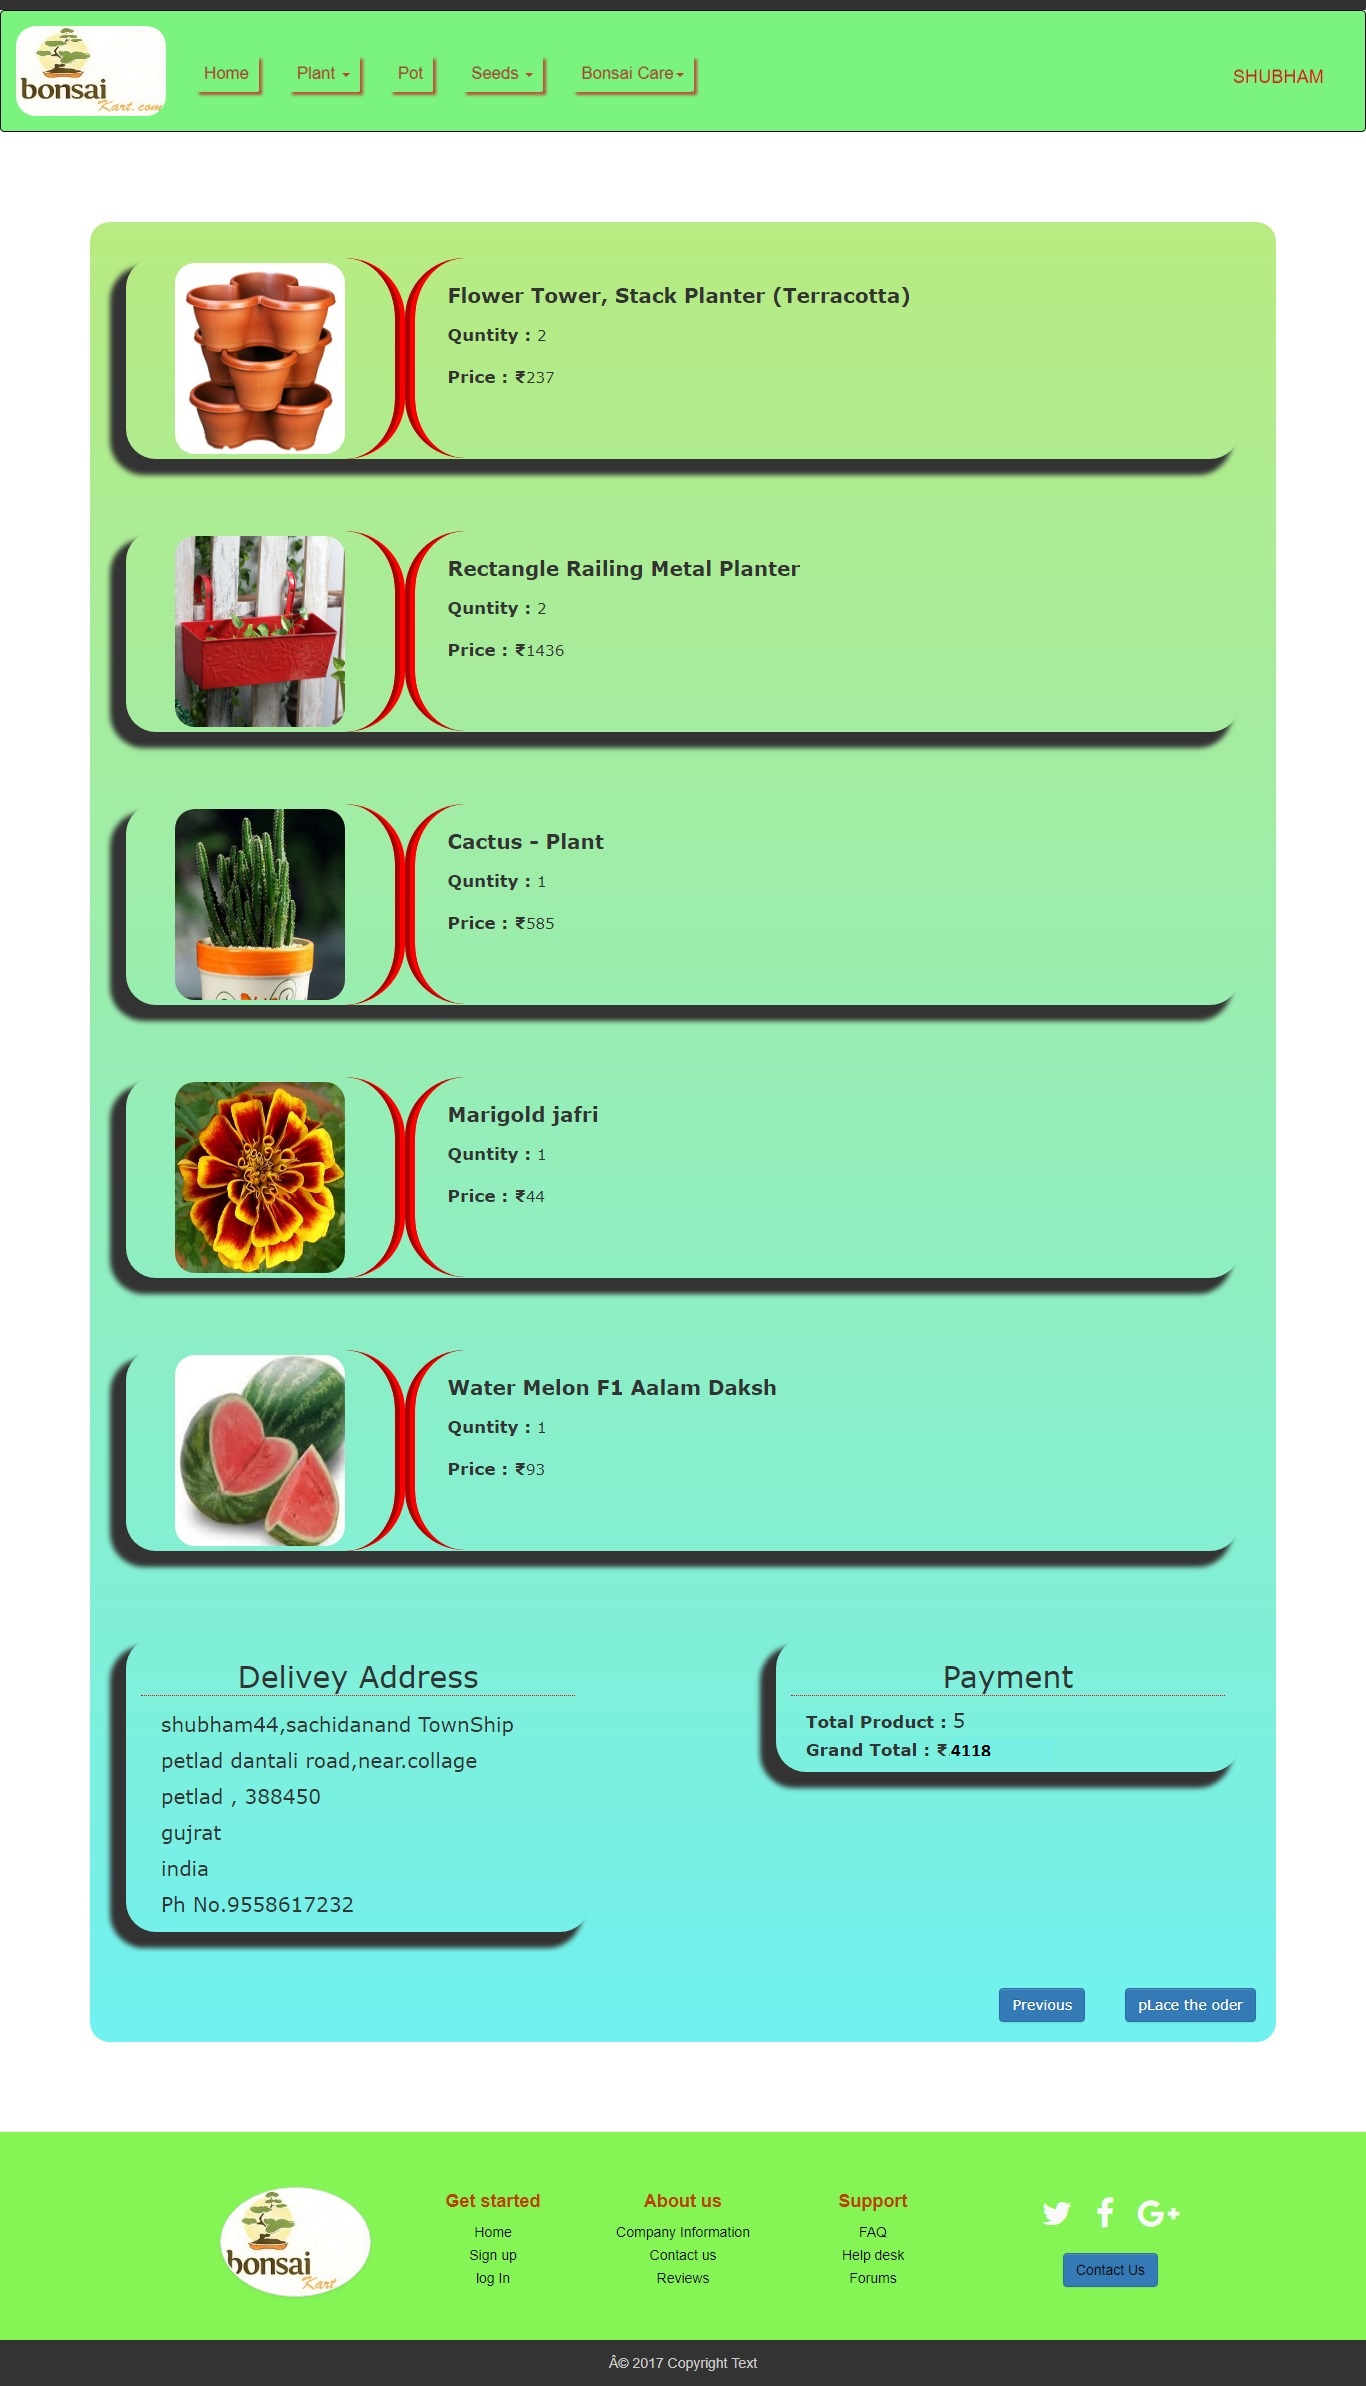 bonsai
Kart.com
Home
Plant
Pot
Seeds
Bonsai Care
SHUBHAM
Flower Tower, Stack Planter (Terracotta)
Quntity : 2
Price : ₹237
Rectangle Railing Metal Planter
Quntity : 2
Price : ₹1436
Cactus - Plant
Quntity : 1
Price : ₹585
Marigold jafri
Quntity : 1
Price : ₹44
Water Melon F1 Aalam Daksh
Quntity : 1
Price : ₹93
Delivey Address
shubham44,sachidanand TownShip
petlad dantali road,near.collage
petlad , 388450
gujrat
india
Ph No.9558617232
Payment
Total Product : 5
Grand Total : ₹ 4118
Previous
pLace the oder
bonsai
Kart
Get started
Home
Sign up
log In
About us
Company Information
Contact us
Reviews
Support
FAQ
Help desk
Forums
G+
Contact Us
Â© 2017 Copyright Text